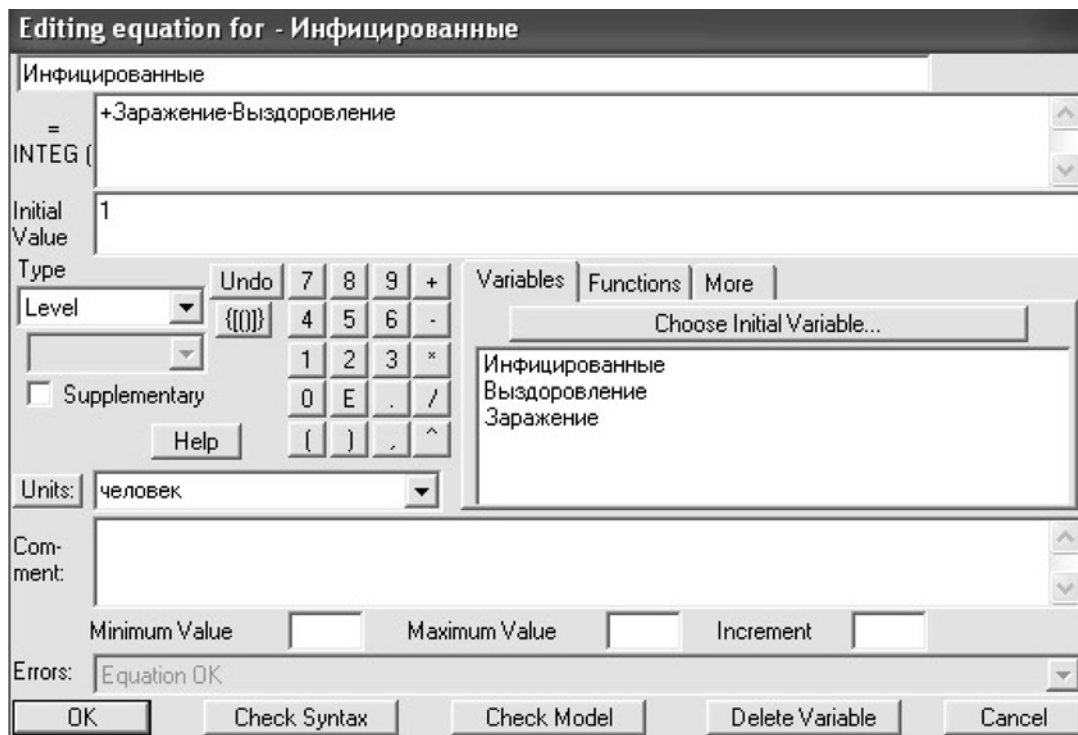 Editing equation for - Инфицированные
Инфицированные
= INTEG (
+Заражение-Выздоровление
Initial Value
1
Type
Undo 7 8 9 +
Variables Functions More
Level
{[()]} 4 5 6 -
Choose Initial Variable...
1 2 3 *
Инфицированные
Выздоровление
Заражение
Supplementary
0 E . /
Help ( ) , ^
Units: человек
Com-
ment:
Minimum Value Maximum Value Increment
Errors: Equation OK
OK Check Syntax Check Model Delete Variable Cancel